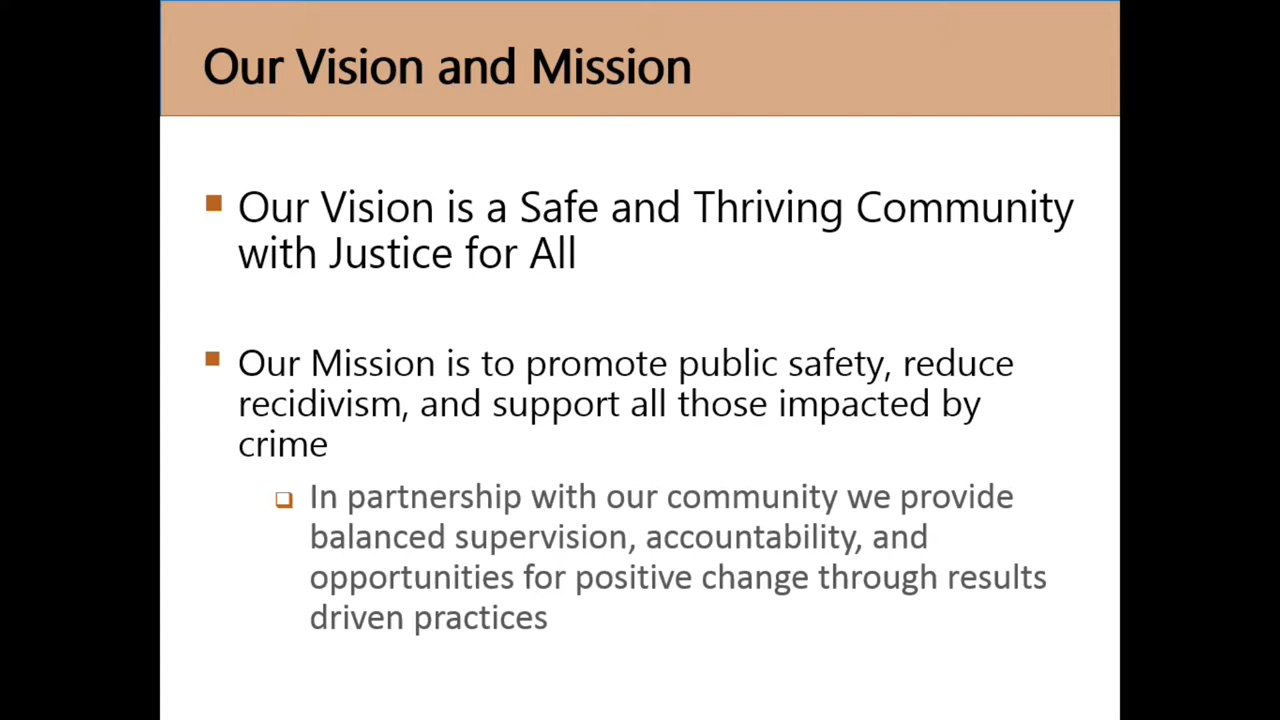 Our Vision and Mission
Our Vision is a Safe and Thriving Community
with Justice for All
Our Mission is to promote public safety, reduce
recidivism, and support all those impacted by
crime
In partnership with our community we provide
balanced supervision, accountability, and
opportunities for positive change through results
driven practices